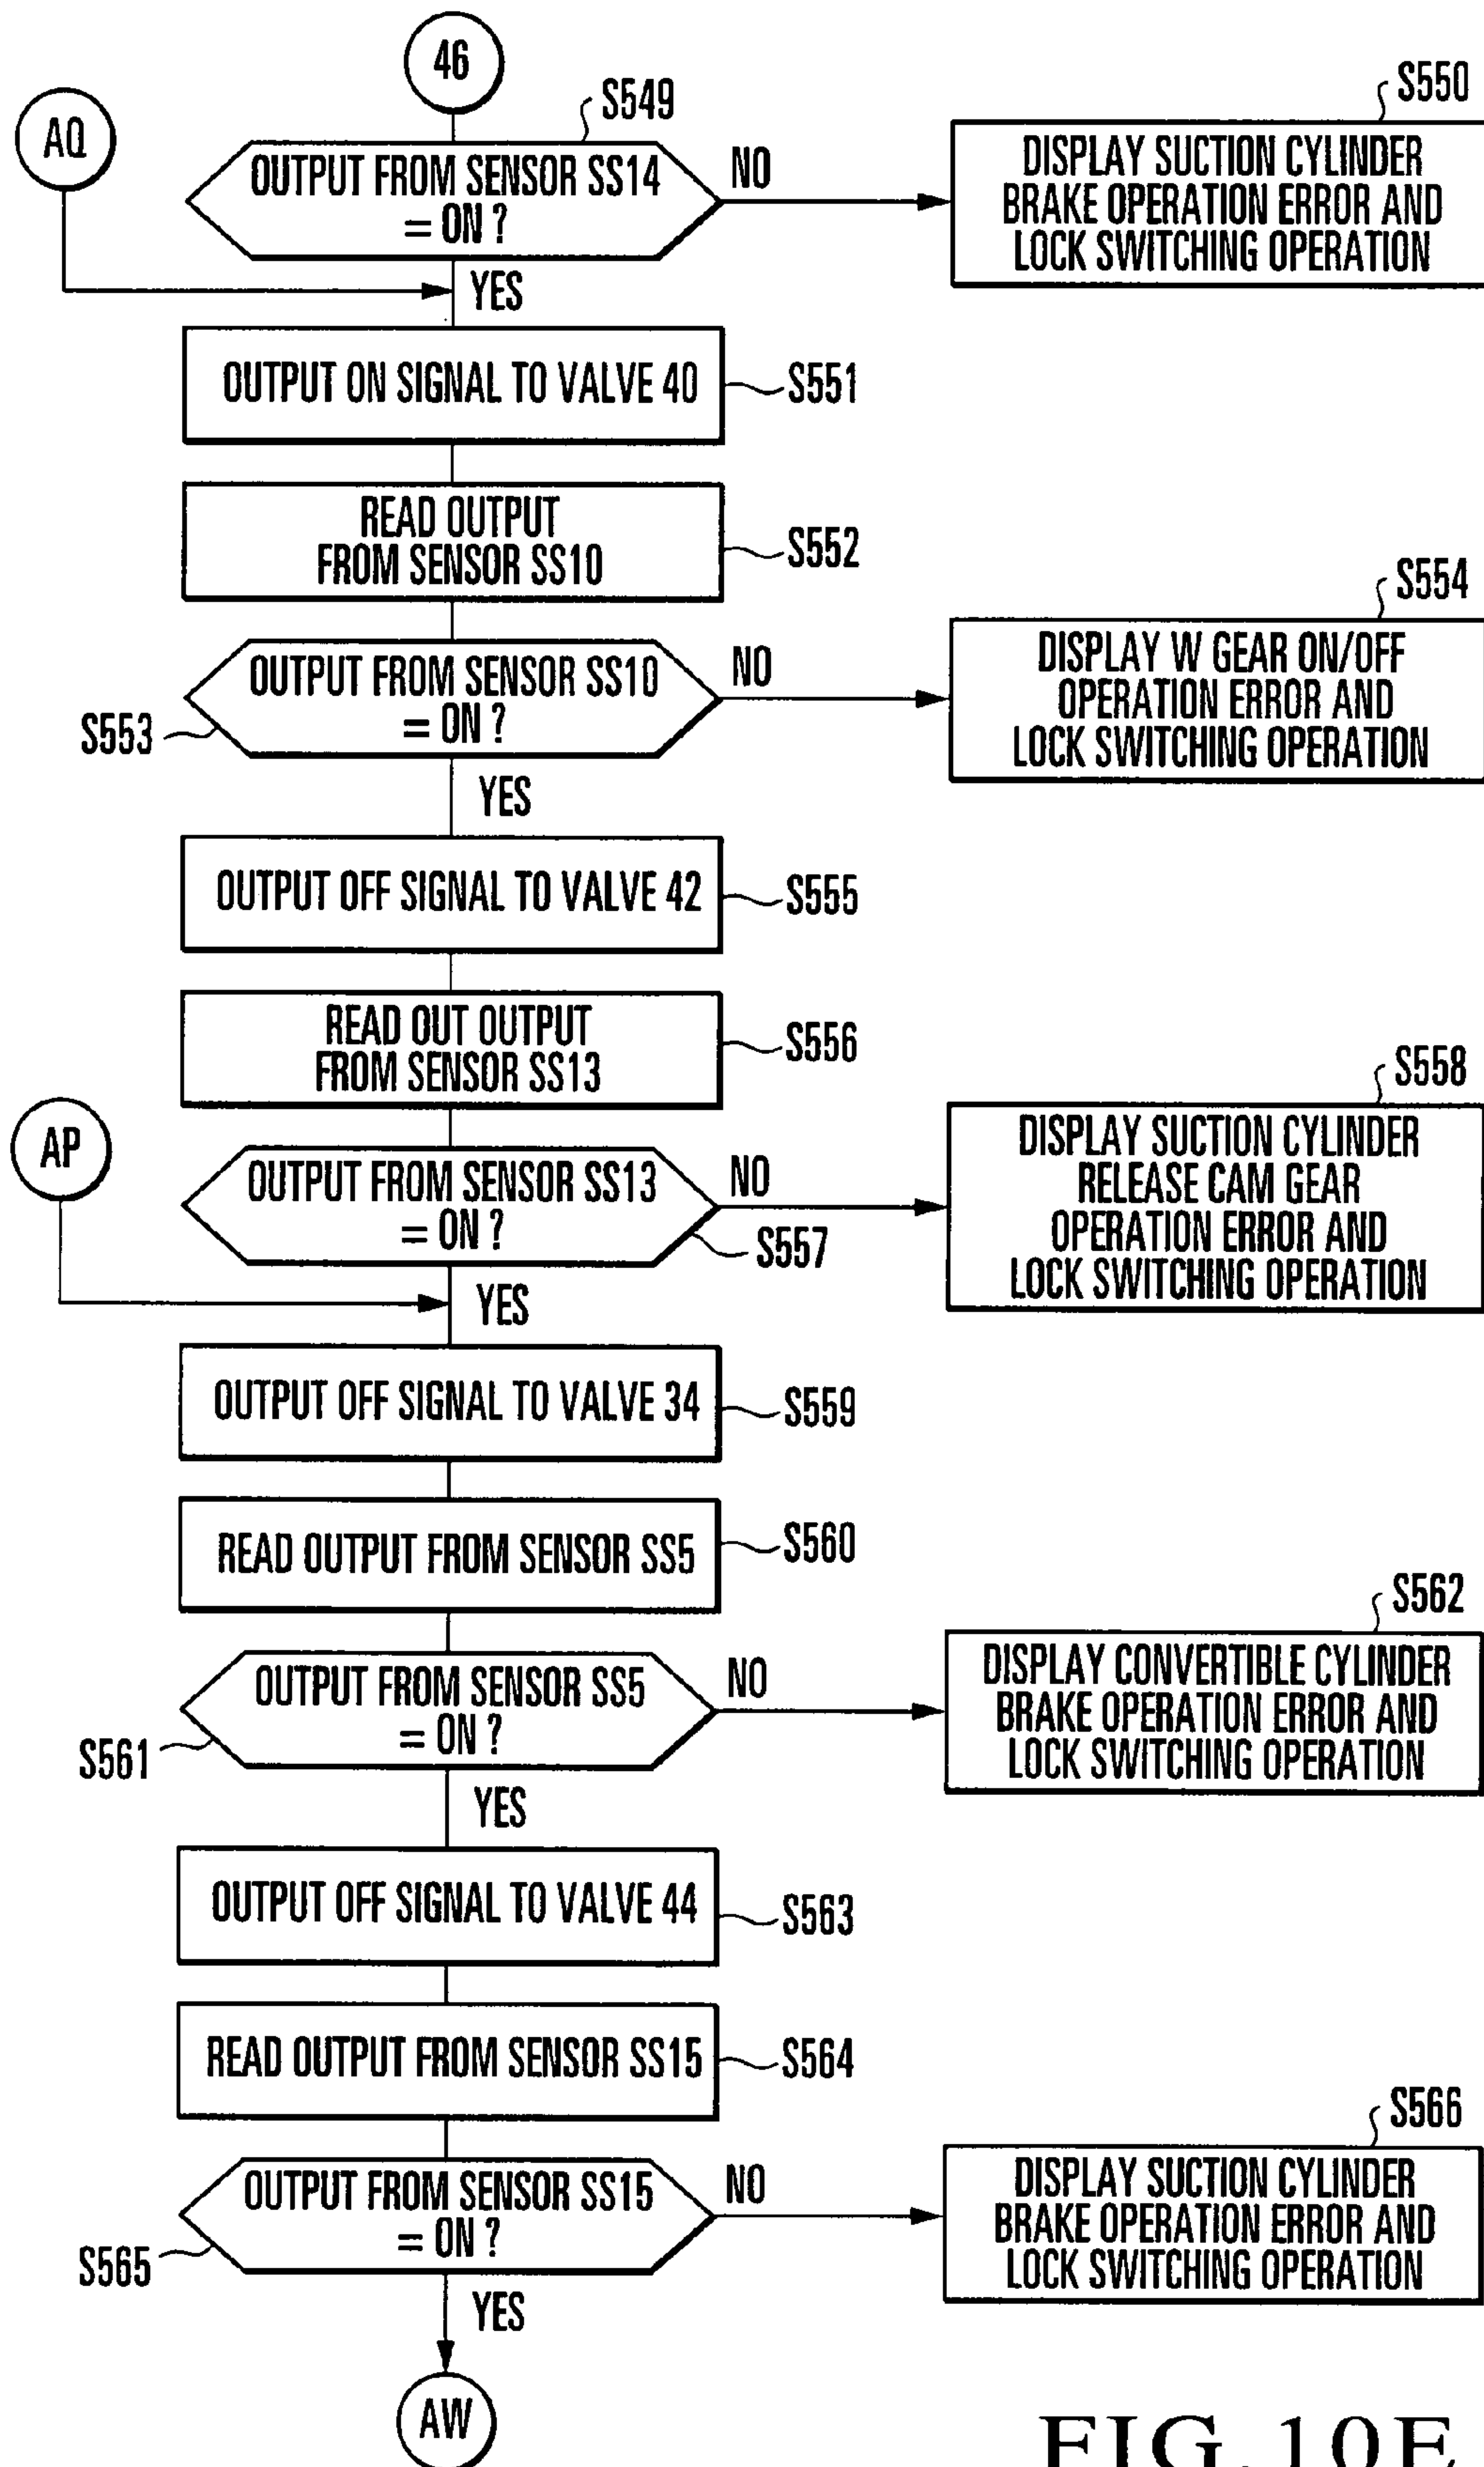 46
S549
S550
AQ
OUTPUT FROM SENSOR SS14
= ON ?
NO
DISPLAY SUCTION CYLINDER
BRAKE OPERATION ERROR AND
LOCK SWITCHING OPERATION
YES
OUTPUT ON SIGNAL TO VALVE 40
S551
READ OUTPUT
FROM SENSOR SS10
S552
S554
OUTPUT FROM SENSOR SS10
= ON ?
NO
S553
DISPLAY W GEAR ON/OFF
OPERATION ERROR AND
LOCK SWITCHING OPERATION
YES
OUTPUT OFF SIGNAL TO VALVE 42
S555
READ OUT OUTPUT
FROM SENSOR SS13
S556
S558
AP
OUTPUT FROM SENSOR SS13
= ON ?
NO
S557
DISPLAY SUCTION CYLINDER
RELEASE CAM GEAR
OPERATION ERROR AND
LOCK SWITCHING OPERATION
YES
OUTPUT OFF SIGNAL TO VALVE 34
S559
READ OUTPUT FROM SENSOR SS5
S560
S562
OUTPUT FROM SENSOR SS5
= ON ?
NO
S561
DISPLAY CONVERTIBLE CYLINDER
BRAKE OPERATION ERROR AND
LOCK SWITCHING OPERATION
YES
OUTPUT OFF SIGNAL TO VALVE 44
S563
READ OUTPUT FROM SENSOR SS15
S564
S566
OUTPUT FROM SENSOR SS15
= ON ?
NO
S565
DISPLAY SUCTION CYLINDER
BRAKE OPERATION ERROR AND
LOCK SWITCHING OPERATION
YES
AW